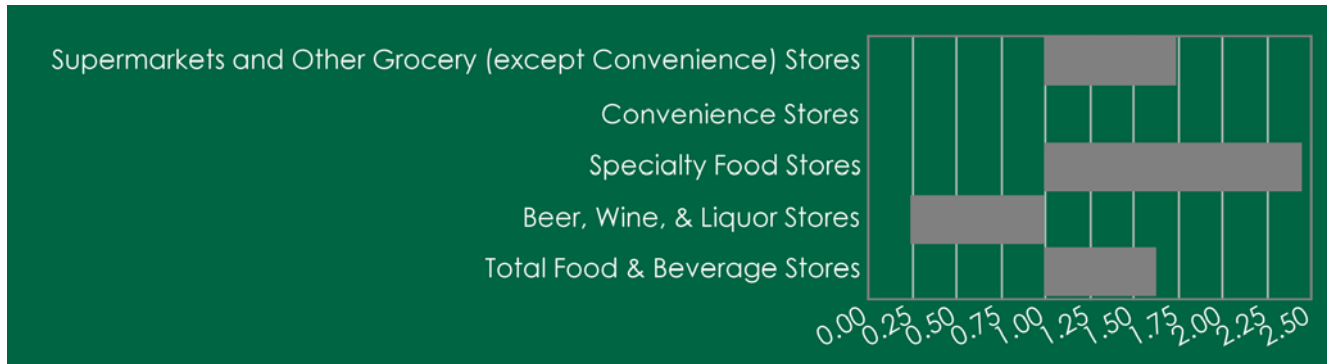 Supermarkets and Other Grocery (except Convenience) Stores
Convenience Stores
Specialty Food Stores
Beer, Wine, & Liquor Stores
Total Food & Beverage Stores
0.00 0.25 0.50 0.75 1.00 1.25 1.50 1.75 2.00 2.25 2.50